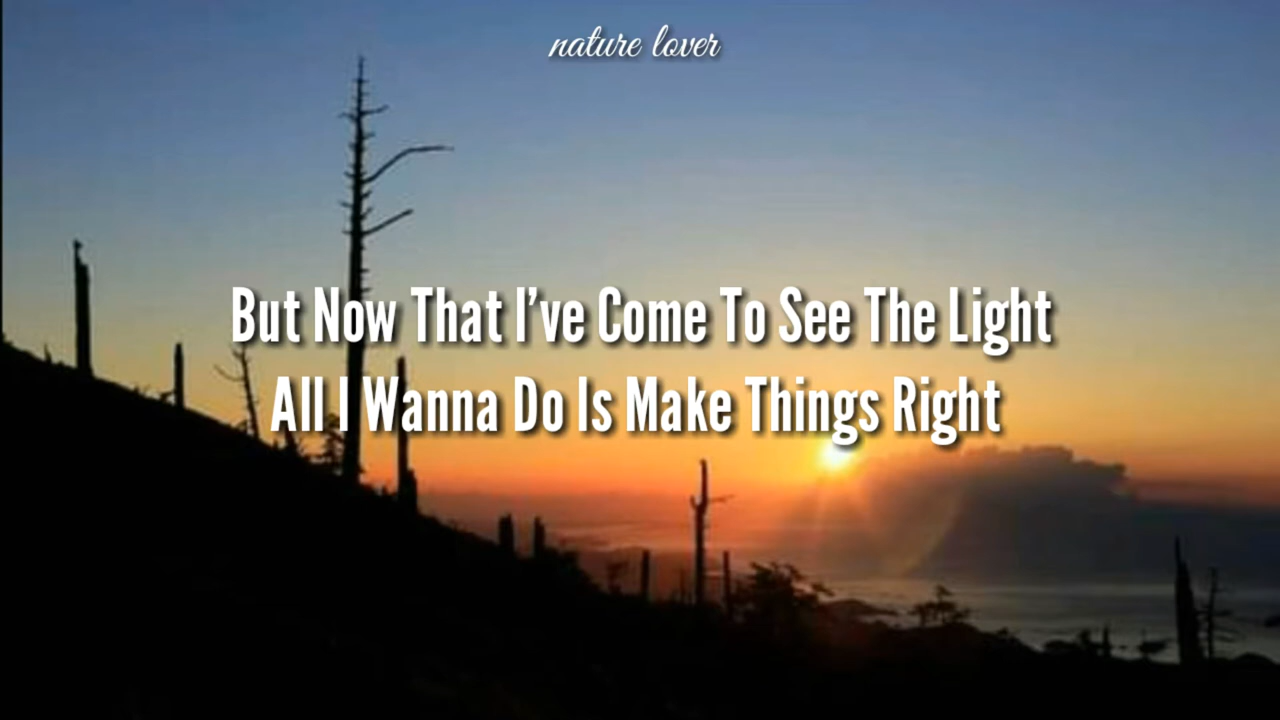 nature lover
But Now That I've Come To See The Light
All I Wanna Do Is Make Things Right